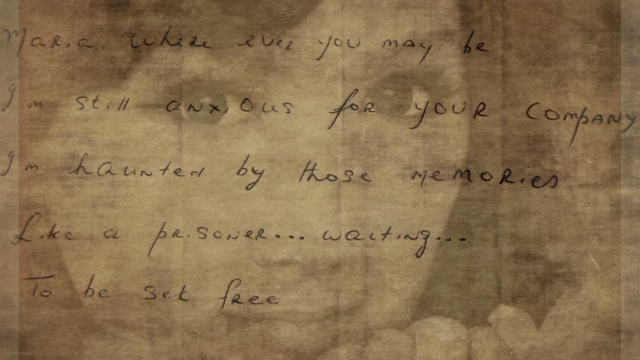 Maria, where ever you may be
I'm still anxious for your company
I'm haunted by those memories
Like a prisoner... waiting...
To be set free